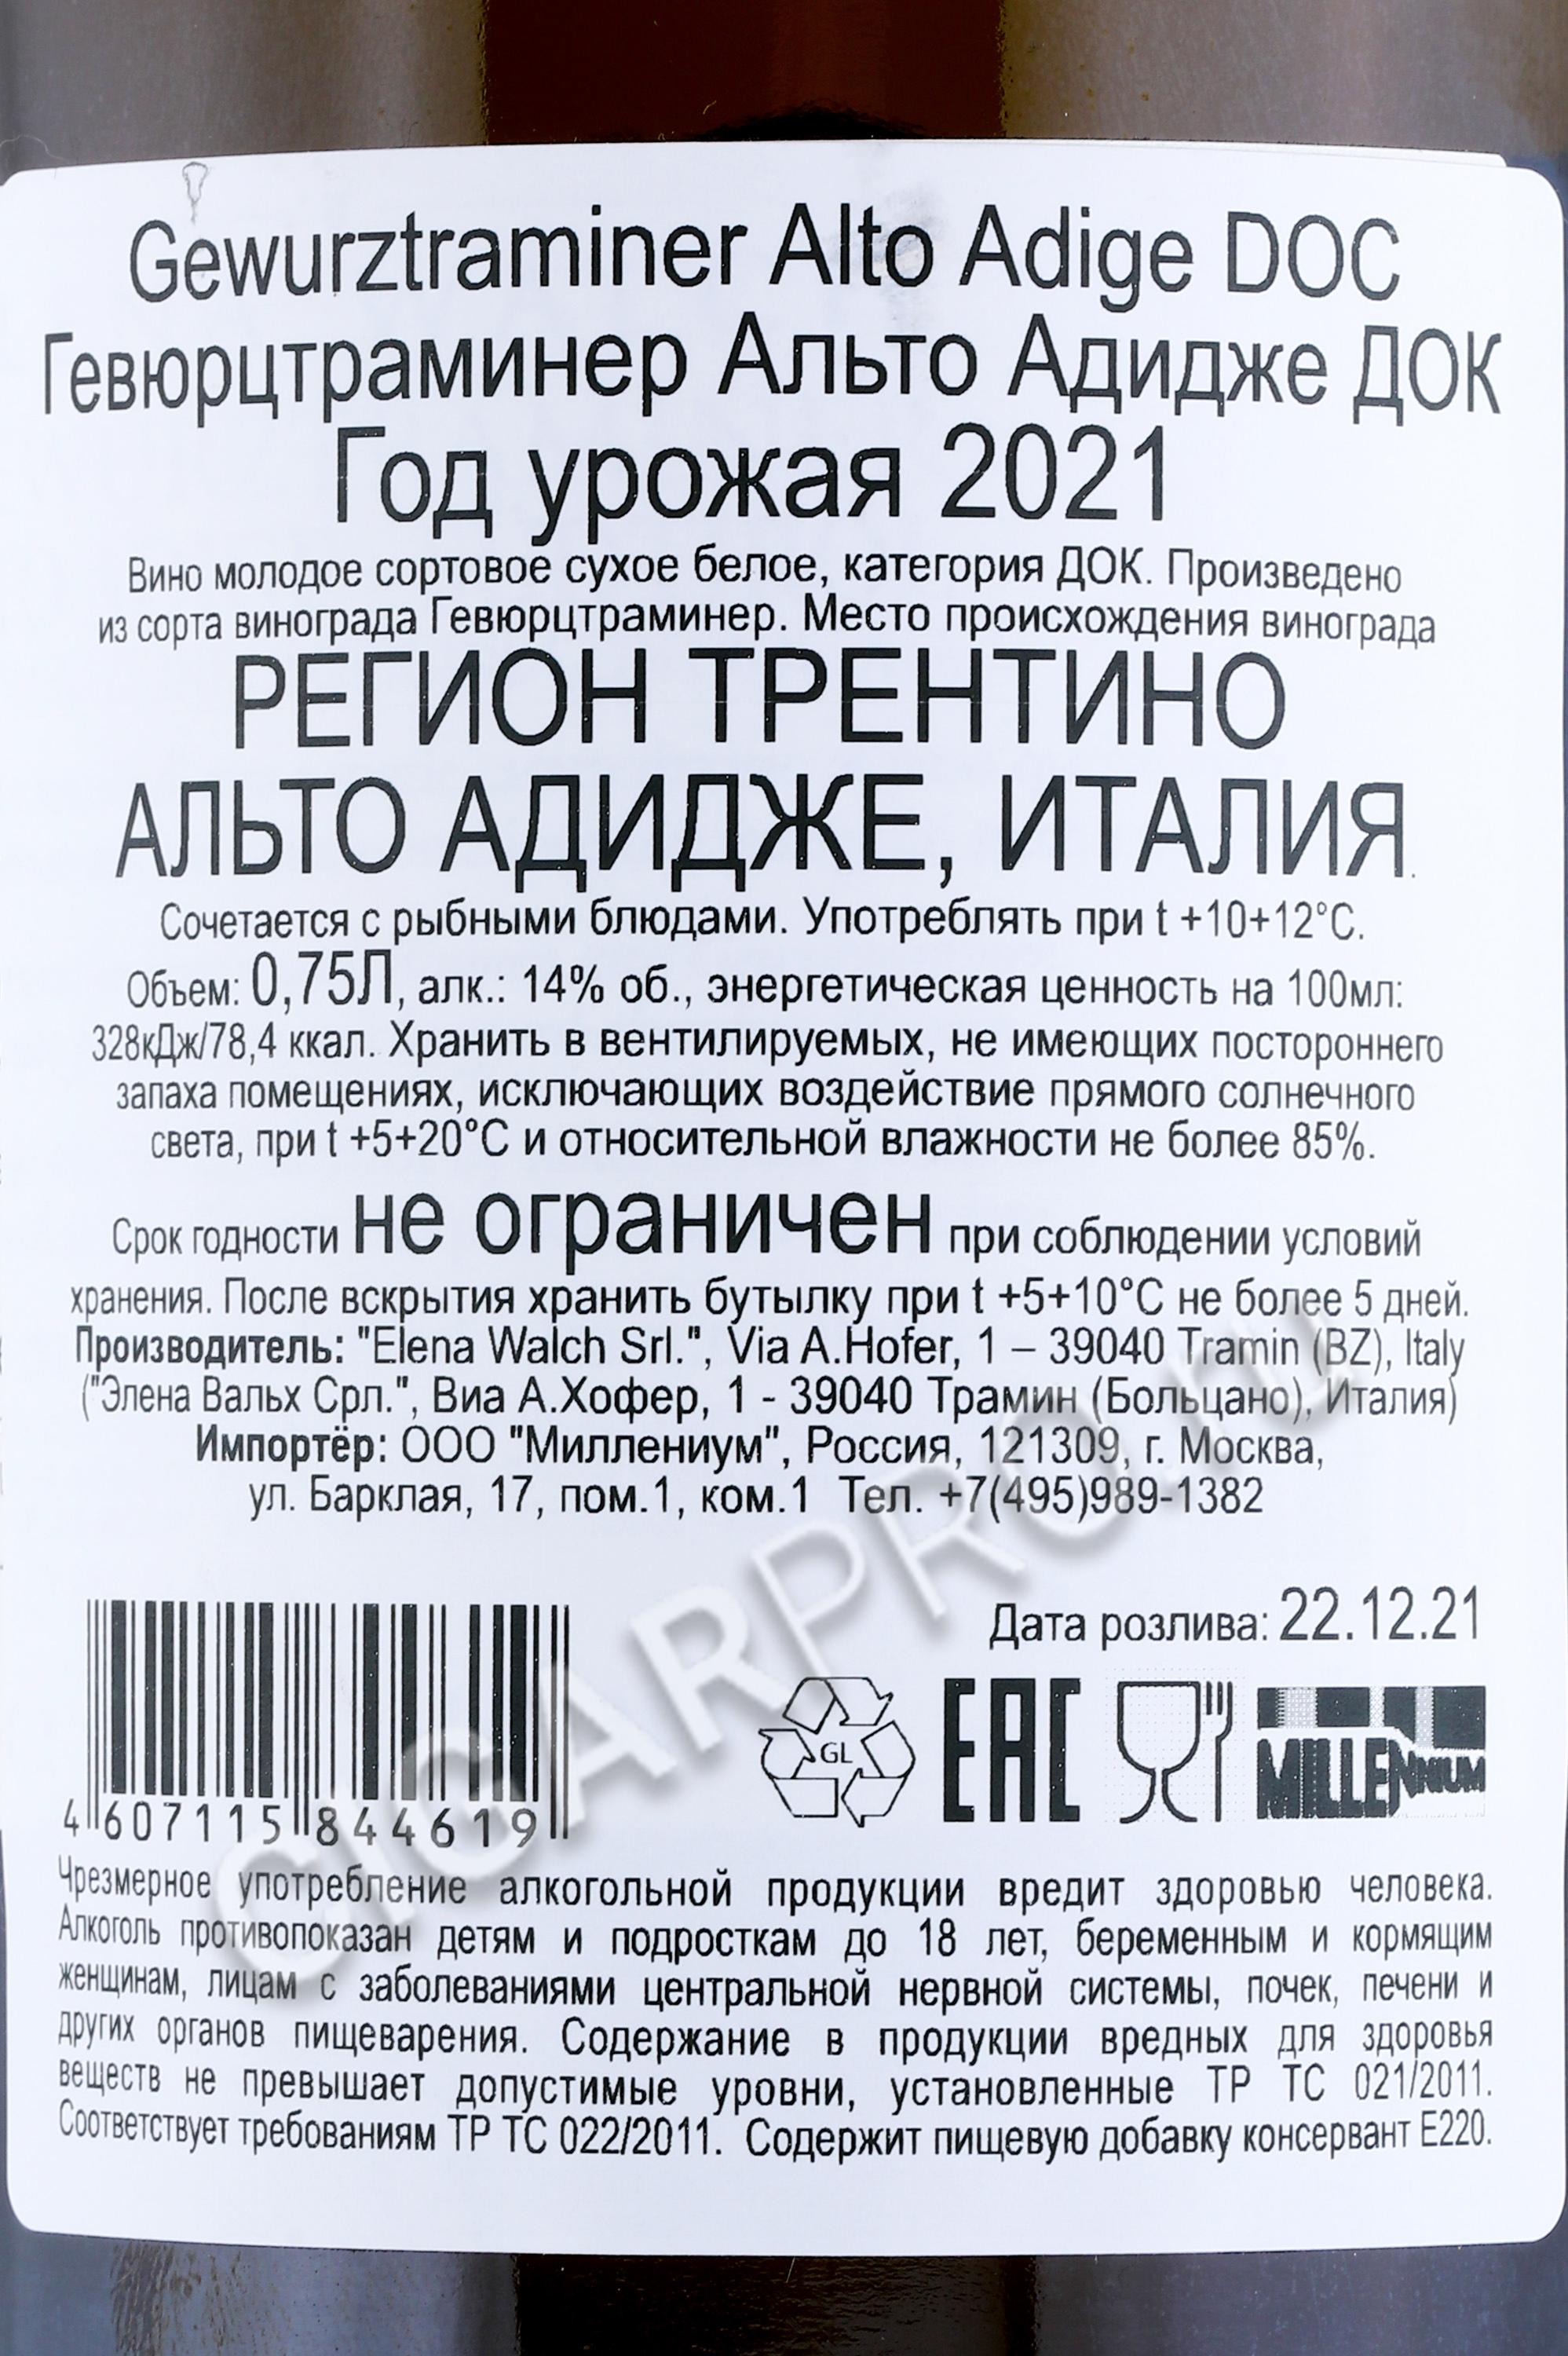 Gewurztraminer Alto Adige DOC
Гевюрцтраминер Альто Адидже ДОК
Год урожая 2021
Вино молодое сортовое сухое белое, категория ДОК. Произведено
из сорта винограда Гевюрцтраминер. Место происхождения винограда
РЕГИОН ТРЕНТИНО
АЛЬТО АДИДЖЕ, ИТАЛИЯ.
Сочетается с рыбными блюдами. Употреблять при t +10+12°С.
Объем: 0,75Л, алк.: 14% об., энергетическая ценность на 100мл:
328кДж/78,4 ккал. Хранить в вентилируемых, не имеющих постороннего
запаха помещениях, исключающих воздействие прямого солнечного
света, при t +5+20°С и относительной влажности не более 85%.
Срок годности не ограничен при соблюдении условий
хранения. После вскрытия хранить бутылку при t +5+10°С не более 5 дней.
Производитель: "Elena Walch Srl.", Via A.Hofer, 1 – 39040 Tramin (BZ), Italy
("Элена Вальх Срл.", Виа А.Хофер, 1 - 39040 Трамин (Больцано), Италия)
Импортёр: ООО "Миллениум", Россия, 121309, г. Москва,
ул. Барклая, 17, пом.1, ком.1 Тел. +7(495)989-1382
CIGARPRO.ru
Дата розлива: 22.12.21
GL
EAC
MILLENNIUM
4 607115 844619
Чрезмерное употребление алкогольной продукции вредит здоровью человека.
Алкоголь противопоказан детям и подросткам до 18 лет, беременным и кормящим
женщинам, лицам с заболеваниями центральной нервной системы, почек, печени и
других органов пищеварения. Содержание в продукции вредных для здоровья
веществ не превышает допустимые уровни, установленные ТР ТС 021/2011.
Соответствует требованиям ТР ТС 022/2011. Содержит пищевую добавку консервант Е220.